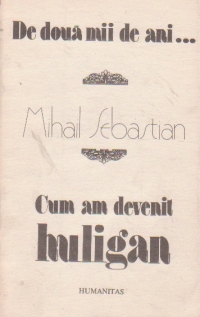 De două mii de ani...
Mihail Sebastian
Cum am devenit
huligan
HUMANITAS